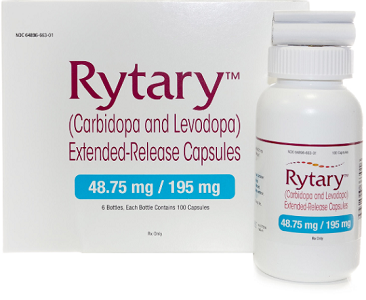 NDC 64896-663-01
Rytary™
(Carbidopa and Levodopa)
Extended-Release Capsules
48.75 mg / 195 mg
6 Bottles, Each Bottle Contains 100 Capsules
Rx Only
100 Capsules
Rytary™
(Carbidopa and Levodopa)
Extended-Release Capsules
48.75 mg / 195 mg
Rx Only